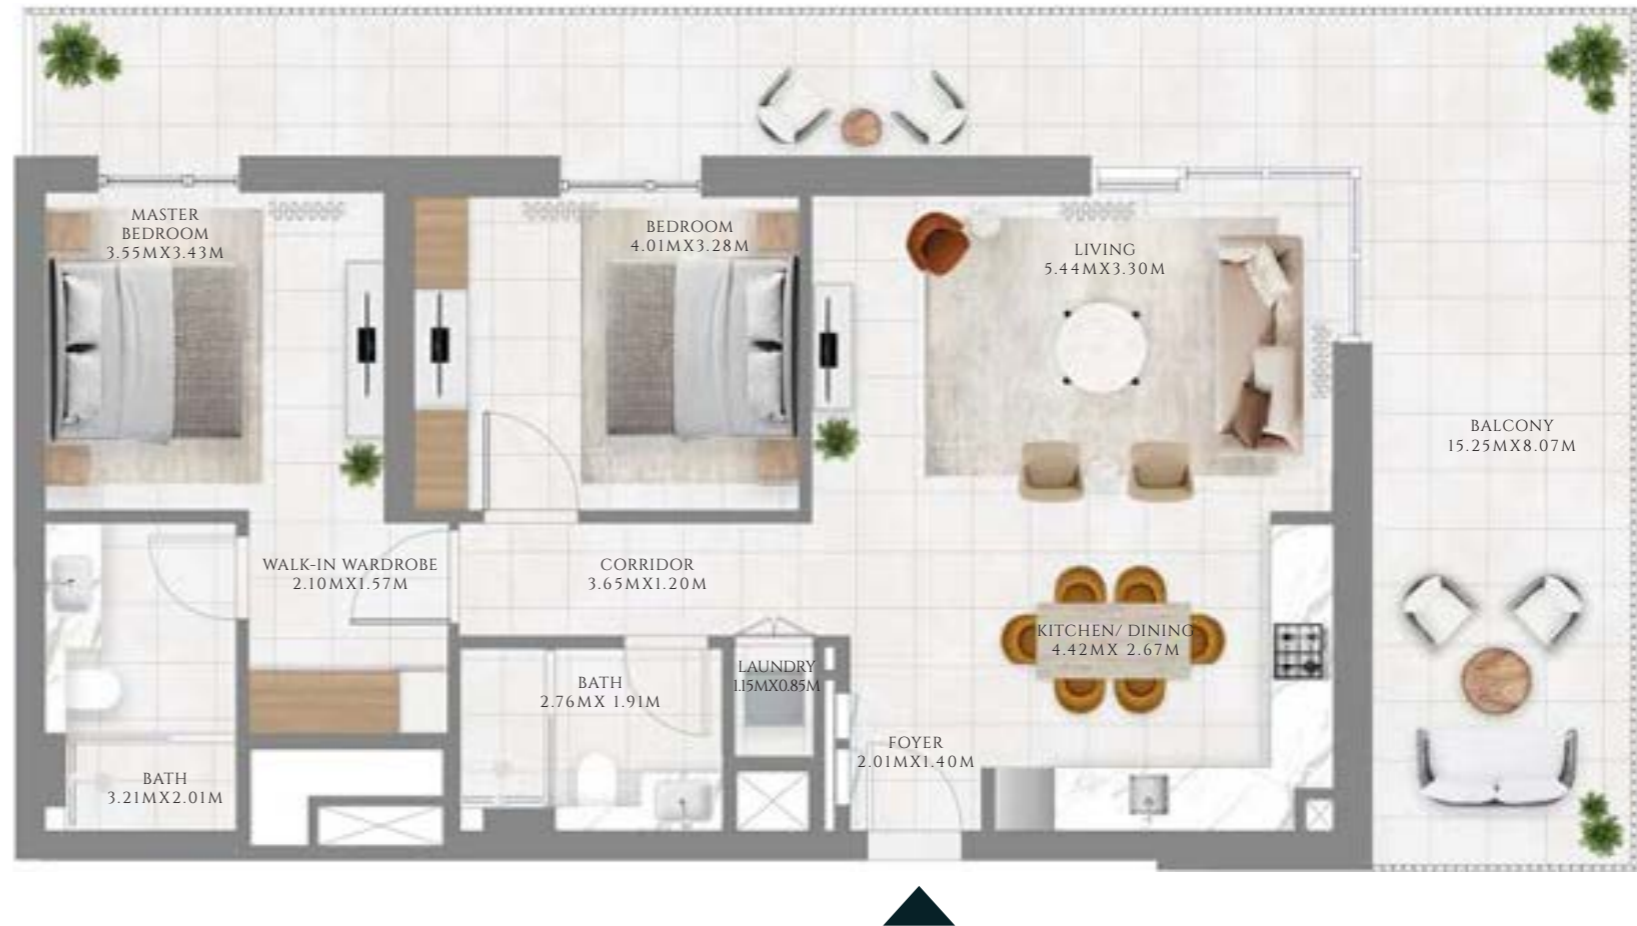 MASTER
BEDROOM
3.55MX3.43M
BEDROOM
4.01MX3.28M
LIVING
5.44MX3.30M
BALCONY
15.25MX8.07M
WALK-IN WARDROBE
2.10MX1.57M
CORRIDOR
3.65MX1.20M
KITCHEN/ DINING
4.42MX 2.67M
LAUNDRY
1.15MX0.85M
BATH
2.76MX 1.91M
FOYER
2.01MX1.40M
BATH
3.21MX2.01M